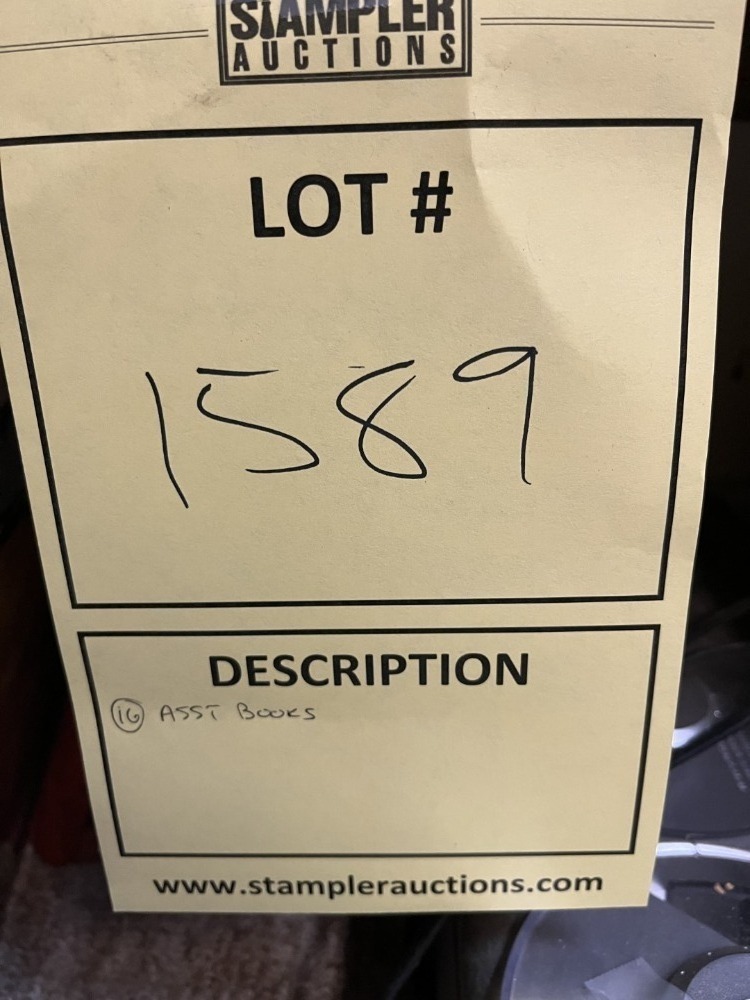 STAMPLER
AUCTIONS
LOT #
1589
DESCRIPTION
16 ASST BOOKS
www.stamplerauctions.com